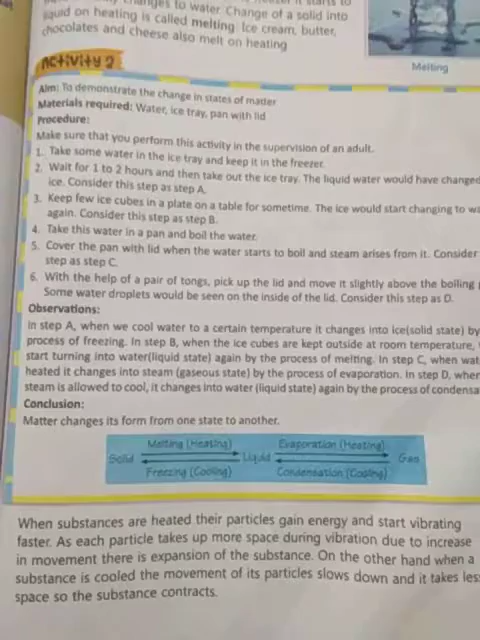 changes to water. Change of a solid into
liquid on heating is called melting. Ice cream, butter,
chocolates and cheese also melt on heating
Melting
Activity 2
Aim: To demonstrate the change in states of matter
Materials required: Water, ice tray, pan with lid
Procedure:
Make sure that you perform this activity in the supervision of an adult.
1. Take some water in the ice tray and keep it in the freezer.
2. Wait for 1 to 2 hours and then take out the ice tray. The liquid water would have changed
ice. Consider this step as step A.
3. Keep few ice cubes in a plate on a table for sometime. The ice would start changing to
again. Consider this step as step B.
4. Take this water in a pan and boil the water.
5. Cover the pan with lid when the water starts to boil and steam arises from it. Consider
step as step C.
6. With the help of a pair of tongs, pick up the lid and move it slightly above the boiling
Some water droplets would be seen on the inside of the lid. Consider this step as D.
Observations:
In step A, when we cool water to a certain temperature it changes into ice(solid state) by
process of freezing. In step B, when the ice cubes are kept outside at room temperature,
start turning into water(liquid state) again by the process of melting. In step C, when wat
heated it changes into steam (gaseous state) by the process of evaporation. In step D, when
steam is allowed to cool, it changes into water (liquid state) again by the process of condensa
Conclusion:
Matter changes its form from one state to another.
Melting (Heating) Evaporation (Heating)
Solid Liquid Gas
Freezing (Cooling) Condensation (Cooling)
When substances are heated their particles gain energy and start vibrating
faster. As each particle takes up more space during vibration due to increase
in movement there is expansion of the substance. On the other hand when a
substance is cooled the movement of its particles slows down and it takes les
space so the substance contracts.